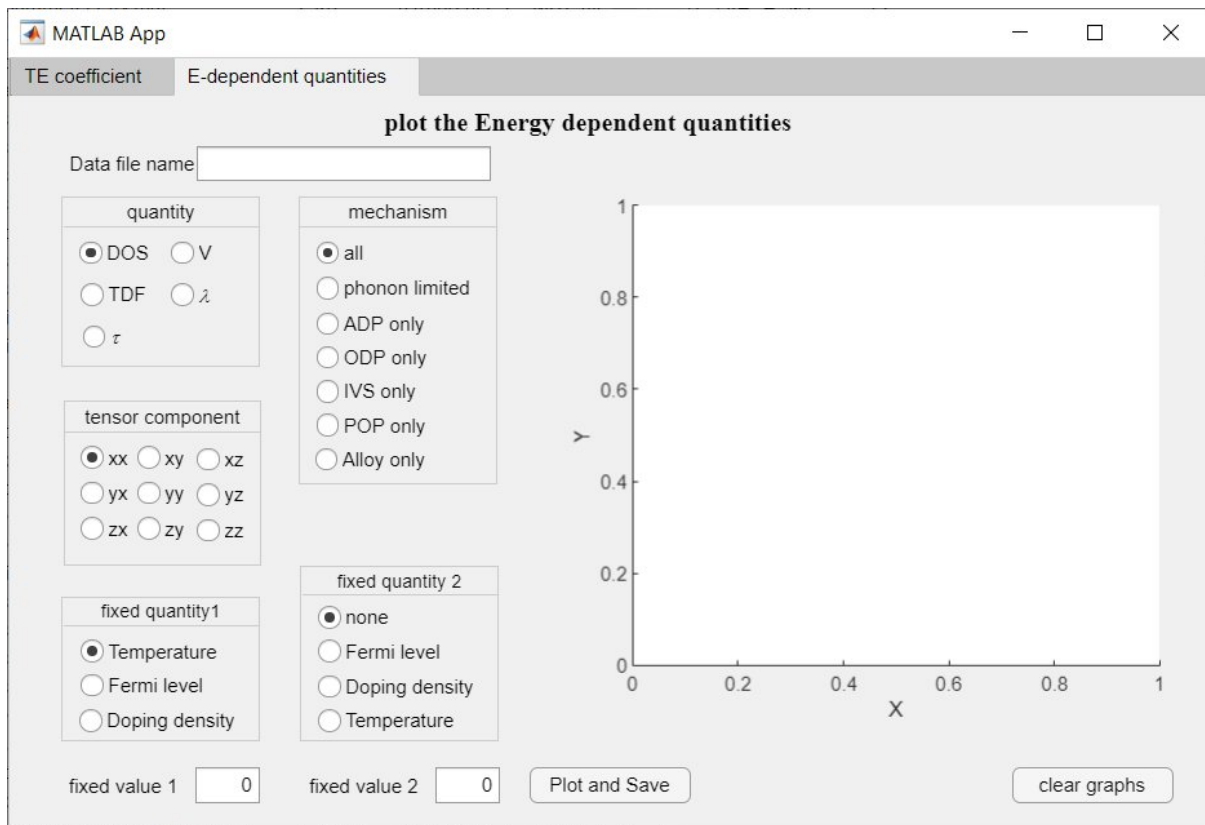 MATLAB App
TE coefficient E-dependent quantities
plot the Energy dependent quantities
Data file name
quantity
DOS V
TDF λ
τ
mechanism
all
phonon limited
ADP only
ODP only
IVS only
POP only
Alloy only
tensor component
xx xy xz
yx yy yz
zx zy zz
fixed quantity1
Temperature
Fermi level
Doping density
fixed quantity 2
none
Fermi level
Doping density
Temperature
fixed value 1 0
fixed value 2 0
Plot and Save
clear graphs
1
0.8
0.6
0.4
0.2
0
Y
0 0.2 0.4 0.6 0.8 1
X